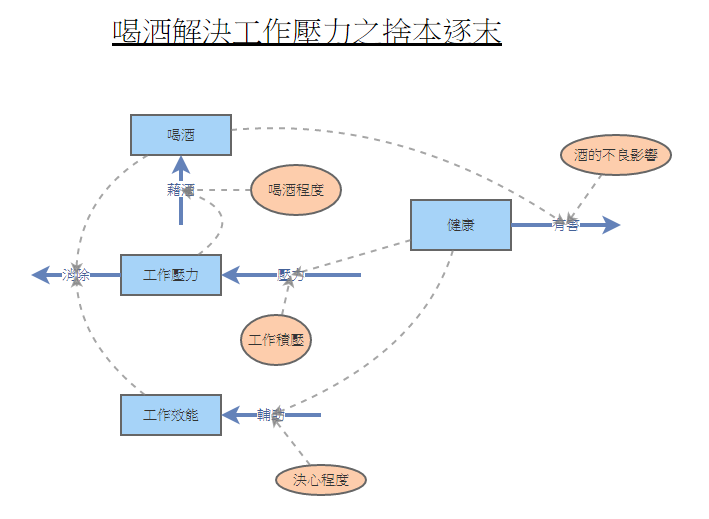 喝酒解決工作壓力之捨本逐末
喝酒
酒的不良影響
藉酒
喝酒程度
健康
有害
消除
工作壓力
壓力
工作積壓
工作效能
輔助
決心程度